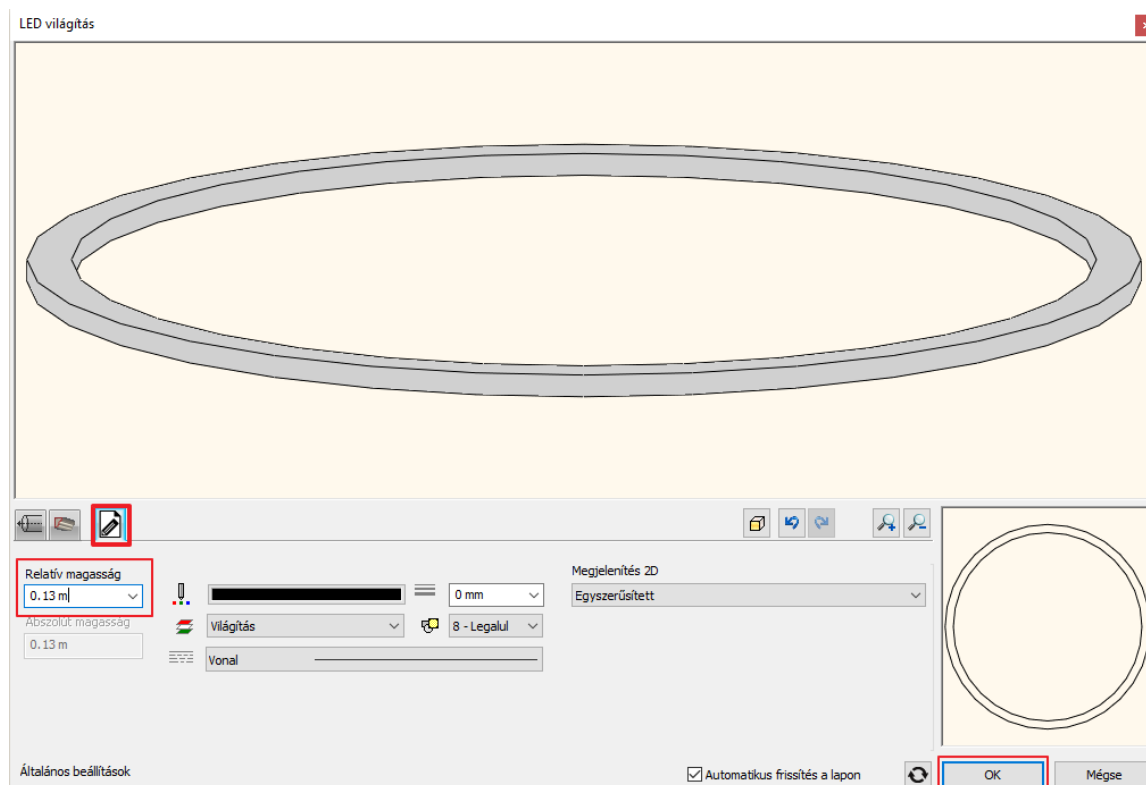 LED világítás
Relatív magasság
0.13 m
Abszolút magasság
0.13 m
0 mm
Világítás
8 - Legalul
Vonal
Megjelenítés 2D
Egyszerűsített
Általános beállítások
Automatikus frissítés a lapon
OK
Mégse